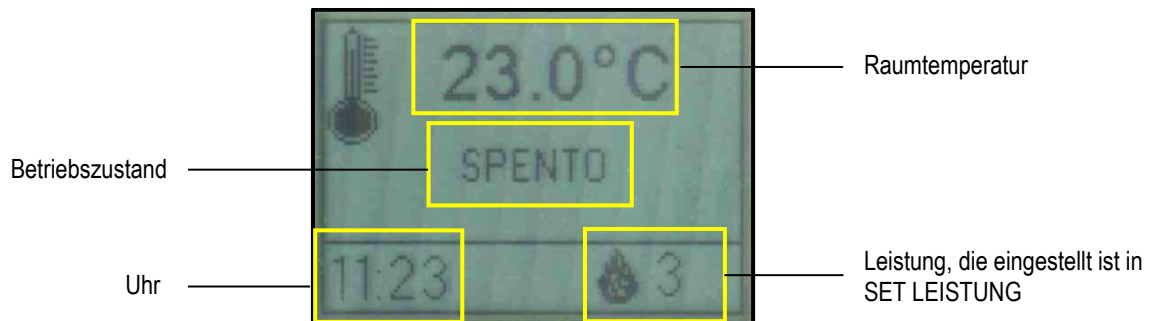 23.0°C
Raumtemperatur
Betriebszustand
SPENTO
Uhr
11:23
3
Leistung, die eingestellt ist in
SET LEISTUNG